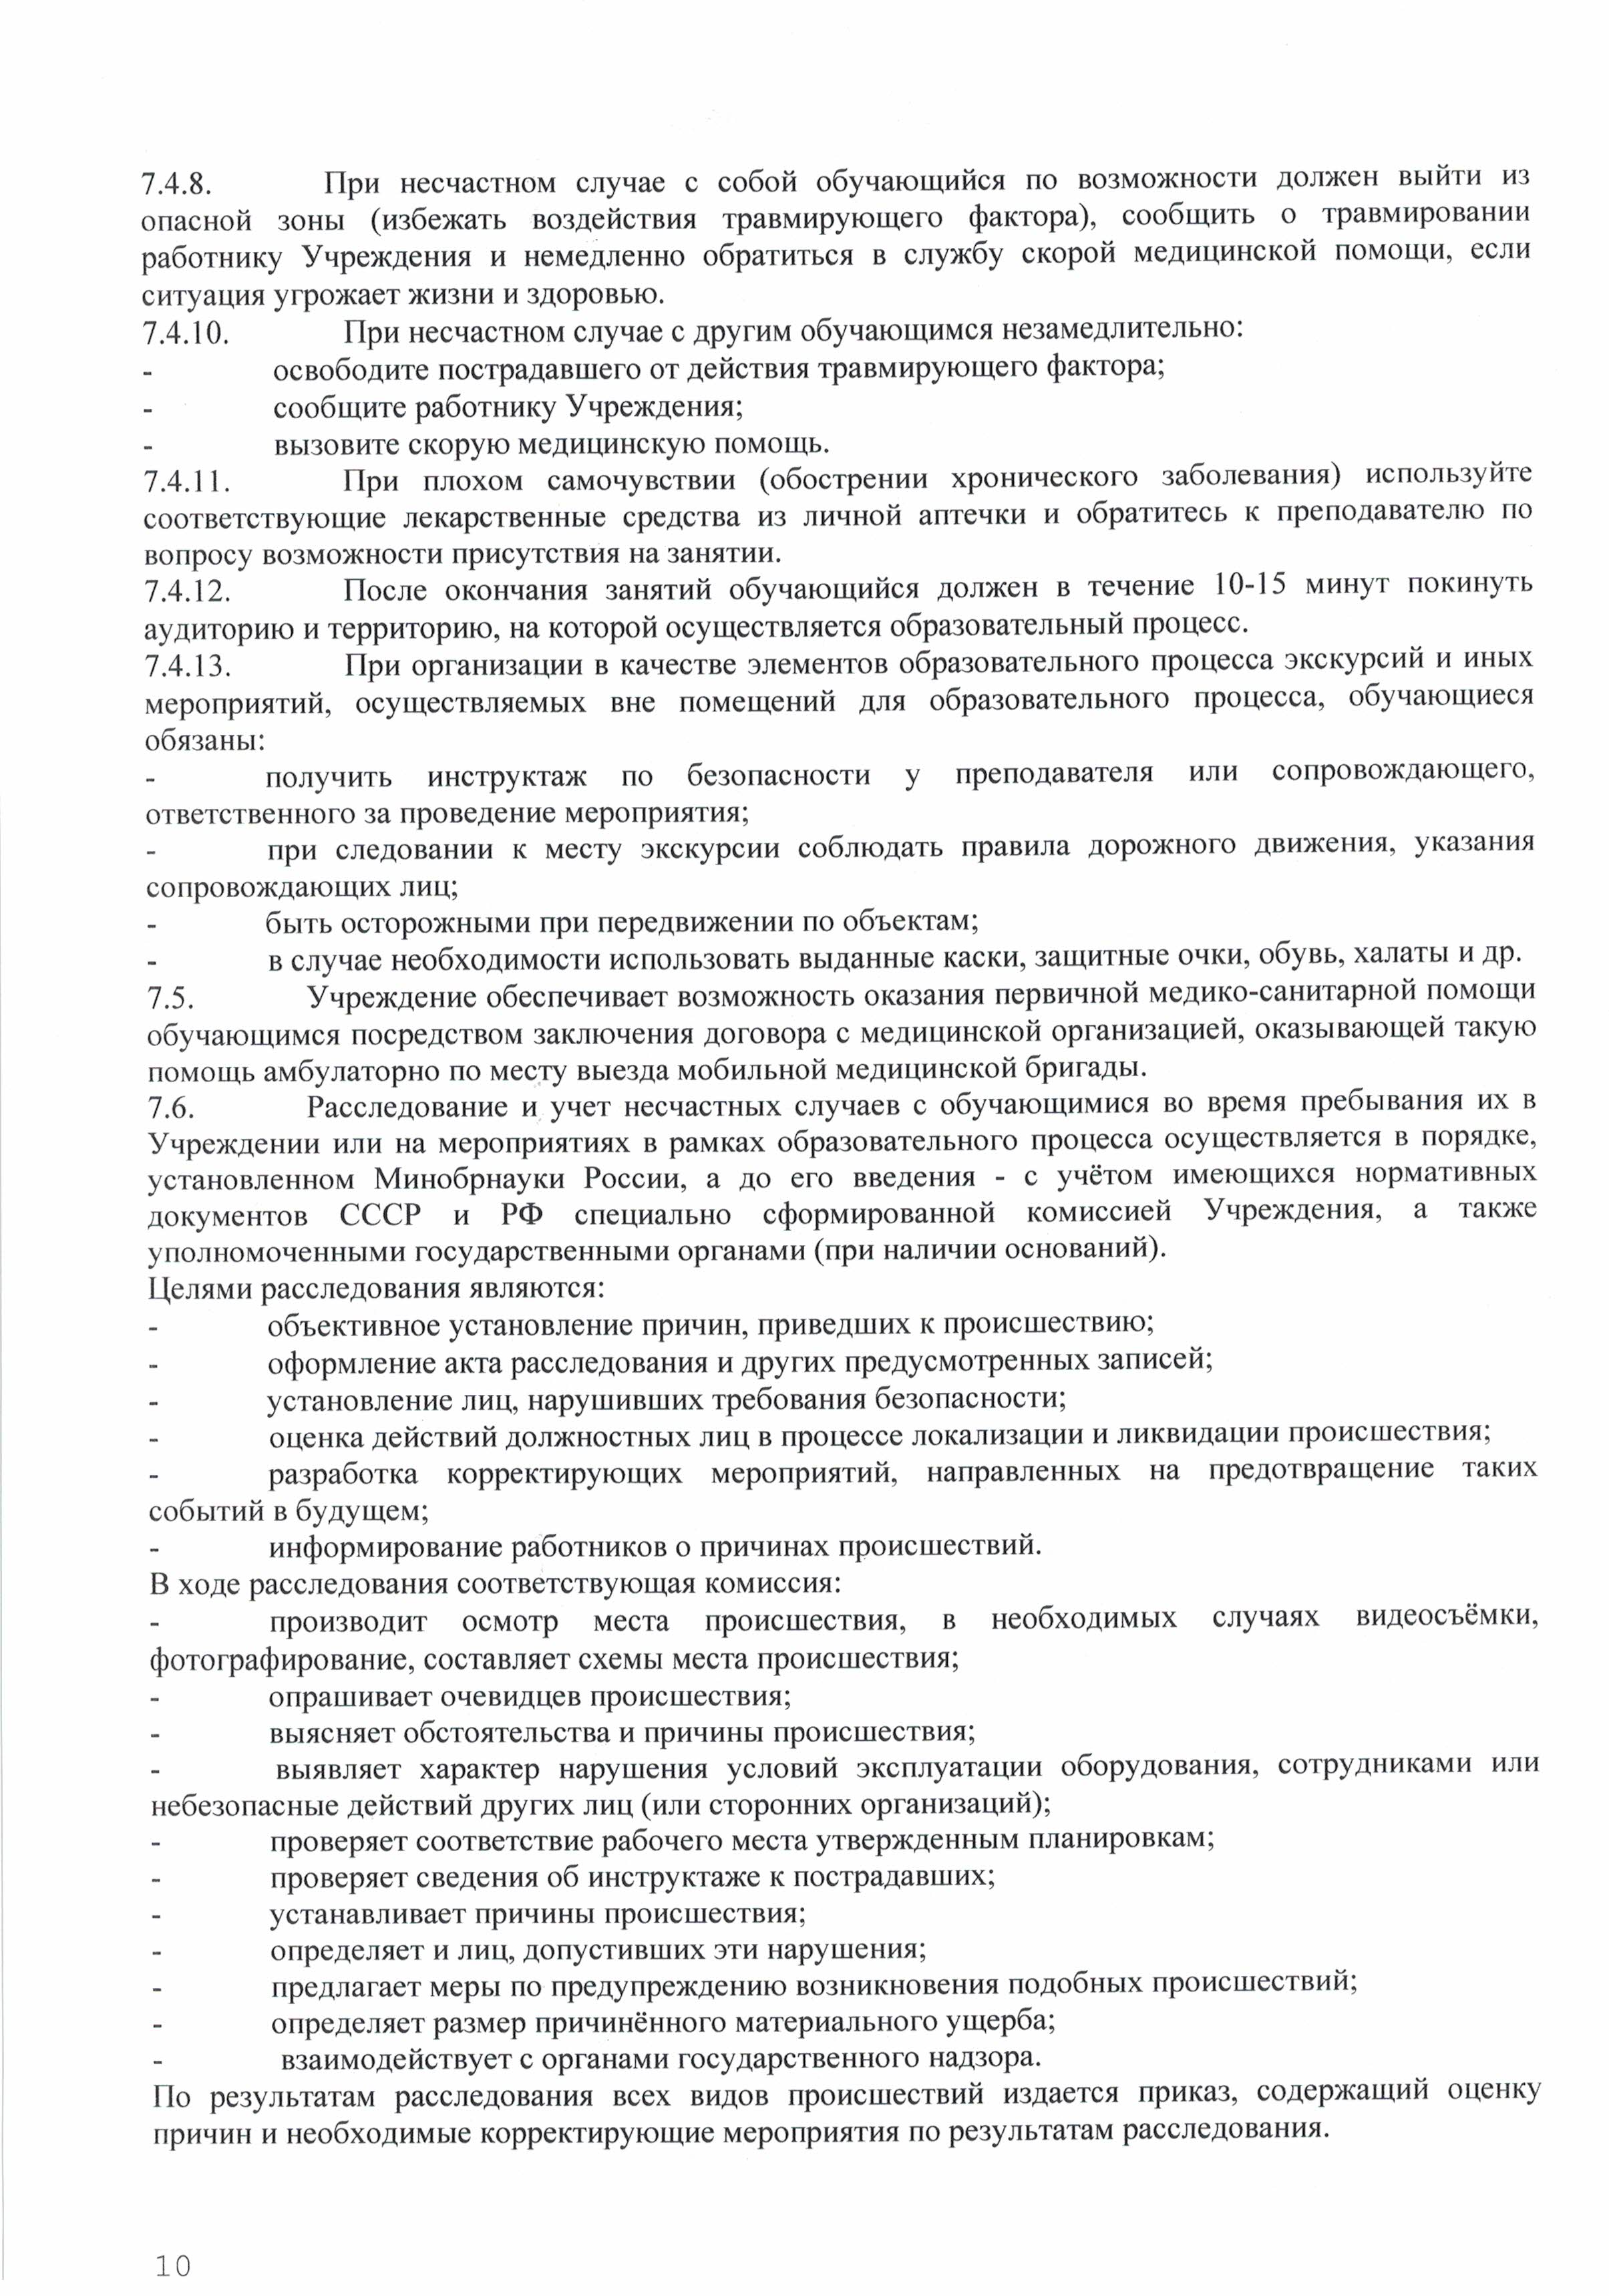 7.4.8. При несчастном случае с собой обучающийся по возможности должен выйти из
опасной зоны (избежать воздействия травмирующего фактора), сообщить о травмировании
работнику Учреждения и немедленно обратиться в службу скорой медицинской помощи, если
ситуация угрожает жизни и здоровью.
7.4.10. При несчастном случае с другим обучающимся незамедлительно:
- освободите пострадавшего от действия травмирующего фактора;
- сообщите работнику Учреждения;
- вызовите скорую медицинскую помощь.
7.4.11. При плохом самочувствии (обострении хронического заболевания) используйте
соответствующие лекарственные средства из личной аптечки и обратитесь к преподавателю по
вопросу возможности присутствия на занятии.
7.4.12. После окончания занятий обучающийся должен в течение 10-15 минут покинуть
аудиторию и территорию, на которой осуществляется образовательный процесс.
7.4.13. При организации в качестве элементов образовательного процесса экскурсий и иных
мероприятий, осуществляемых вне помещений для образовательного процесса, обучающиеся
обязаны:
- получить инструктаж по безопасности у преподавателя или сопровождающего,
ответственного за проведение мероприятия;
- при следовании к месту экскурсии соблюдать правила дорожного движения, указания
сопровождающих лиц;
- быть осторожными при передвижении по объектам;
- в случае необходимости использовать выданные каски, защитные очки, обувь, халаты и др.
7.5. Учреждение обеспечивает возможность оказания первичной медико-санитарной помощи
обучающимся посредством заключения договора с медицинской организацией, оказывающей такую
помощь амбулаторно по месту выезда мобильной медицинской бригады.
7.6. Расследование и учет несчастных случаев с обучающимися во время пребывания их в
Учреждении или на мероприятиях в рамках образовательного процесса осуществляется в порядке,
установленном Минобрнауки России, а до его введения - с учётом имеющихся нормативных
документов СССР и РФ специально сформированной комиссией Учреждения, а также
уполномоченными государственными органами (при наличии оснований).
Целями расследования являются:
- объективное установление причин, приведших к происшествию;
- оформление акта расследования и других предусмотренных записей;
- установление лиц, нарушивших требования безопасности;
- оценка действий должностных лиц в процессе локализации и ликвидации происшествия;
- разработка корректирующих мероприятий, направленных на предотвращение таких
событий в будущем;
- информирование работников о причинах происшествий.
В ходе расследования соответствующая комиссия:
- производит осмотр места происшествия, в необходимых случаях видеосъёмки,
фотографирование, составляет схемы места происшествия;
- опрашивает очевидцев происшествия;
- выясняет обстоятельства и причины происшествия;
- выявляет характер нарушения условий эксплуатации оборудования, сотрудниками или
небезопасные действий других лиц (или сторонних организаций);
- проверяет соответствие рабочего места утвержденным планировкам;
- проверяет сведения об инструктаже к пострадавших;
- устанавливает причины происшествия;
- определяет и лиц, допустивших эти нарушения;
- предлагает меры по предупреждению возникновения подобных происшествий;
- определяет размер причинённого материального ущерба;
- взаимодействует с органами государственного надзора.
По результатам расследования всех видов происшествий издается приказ, содержащий оценку
причин и необходимые корректирующие мероприятия по результатам расследования.
10